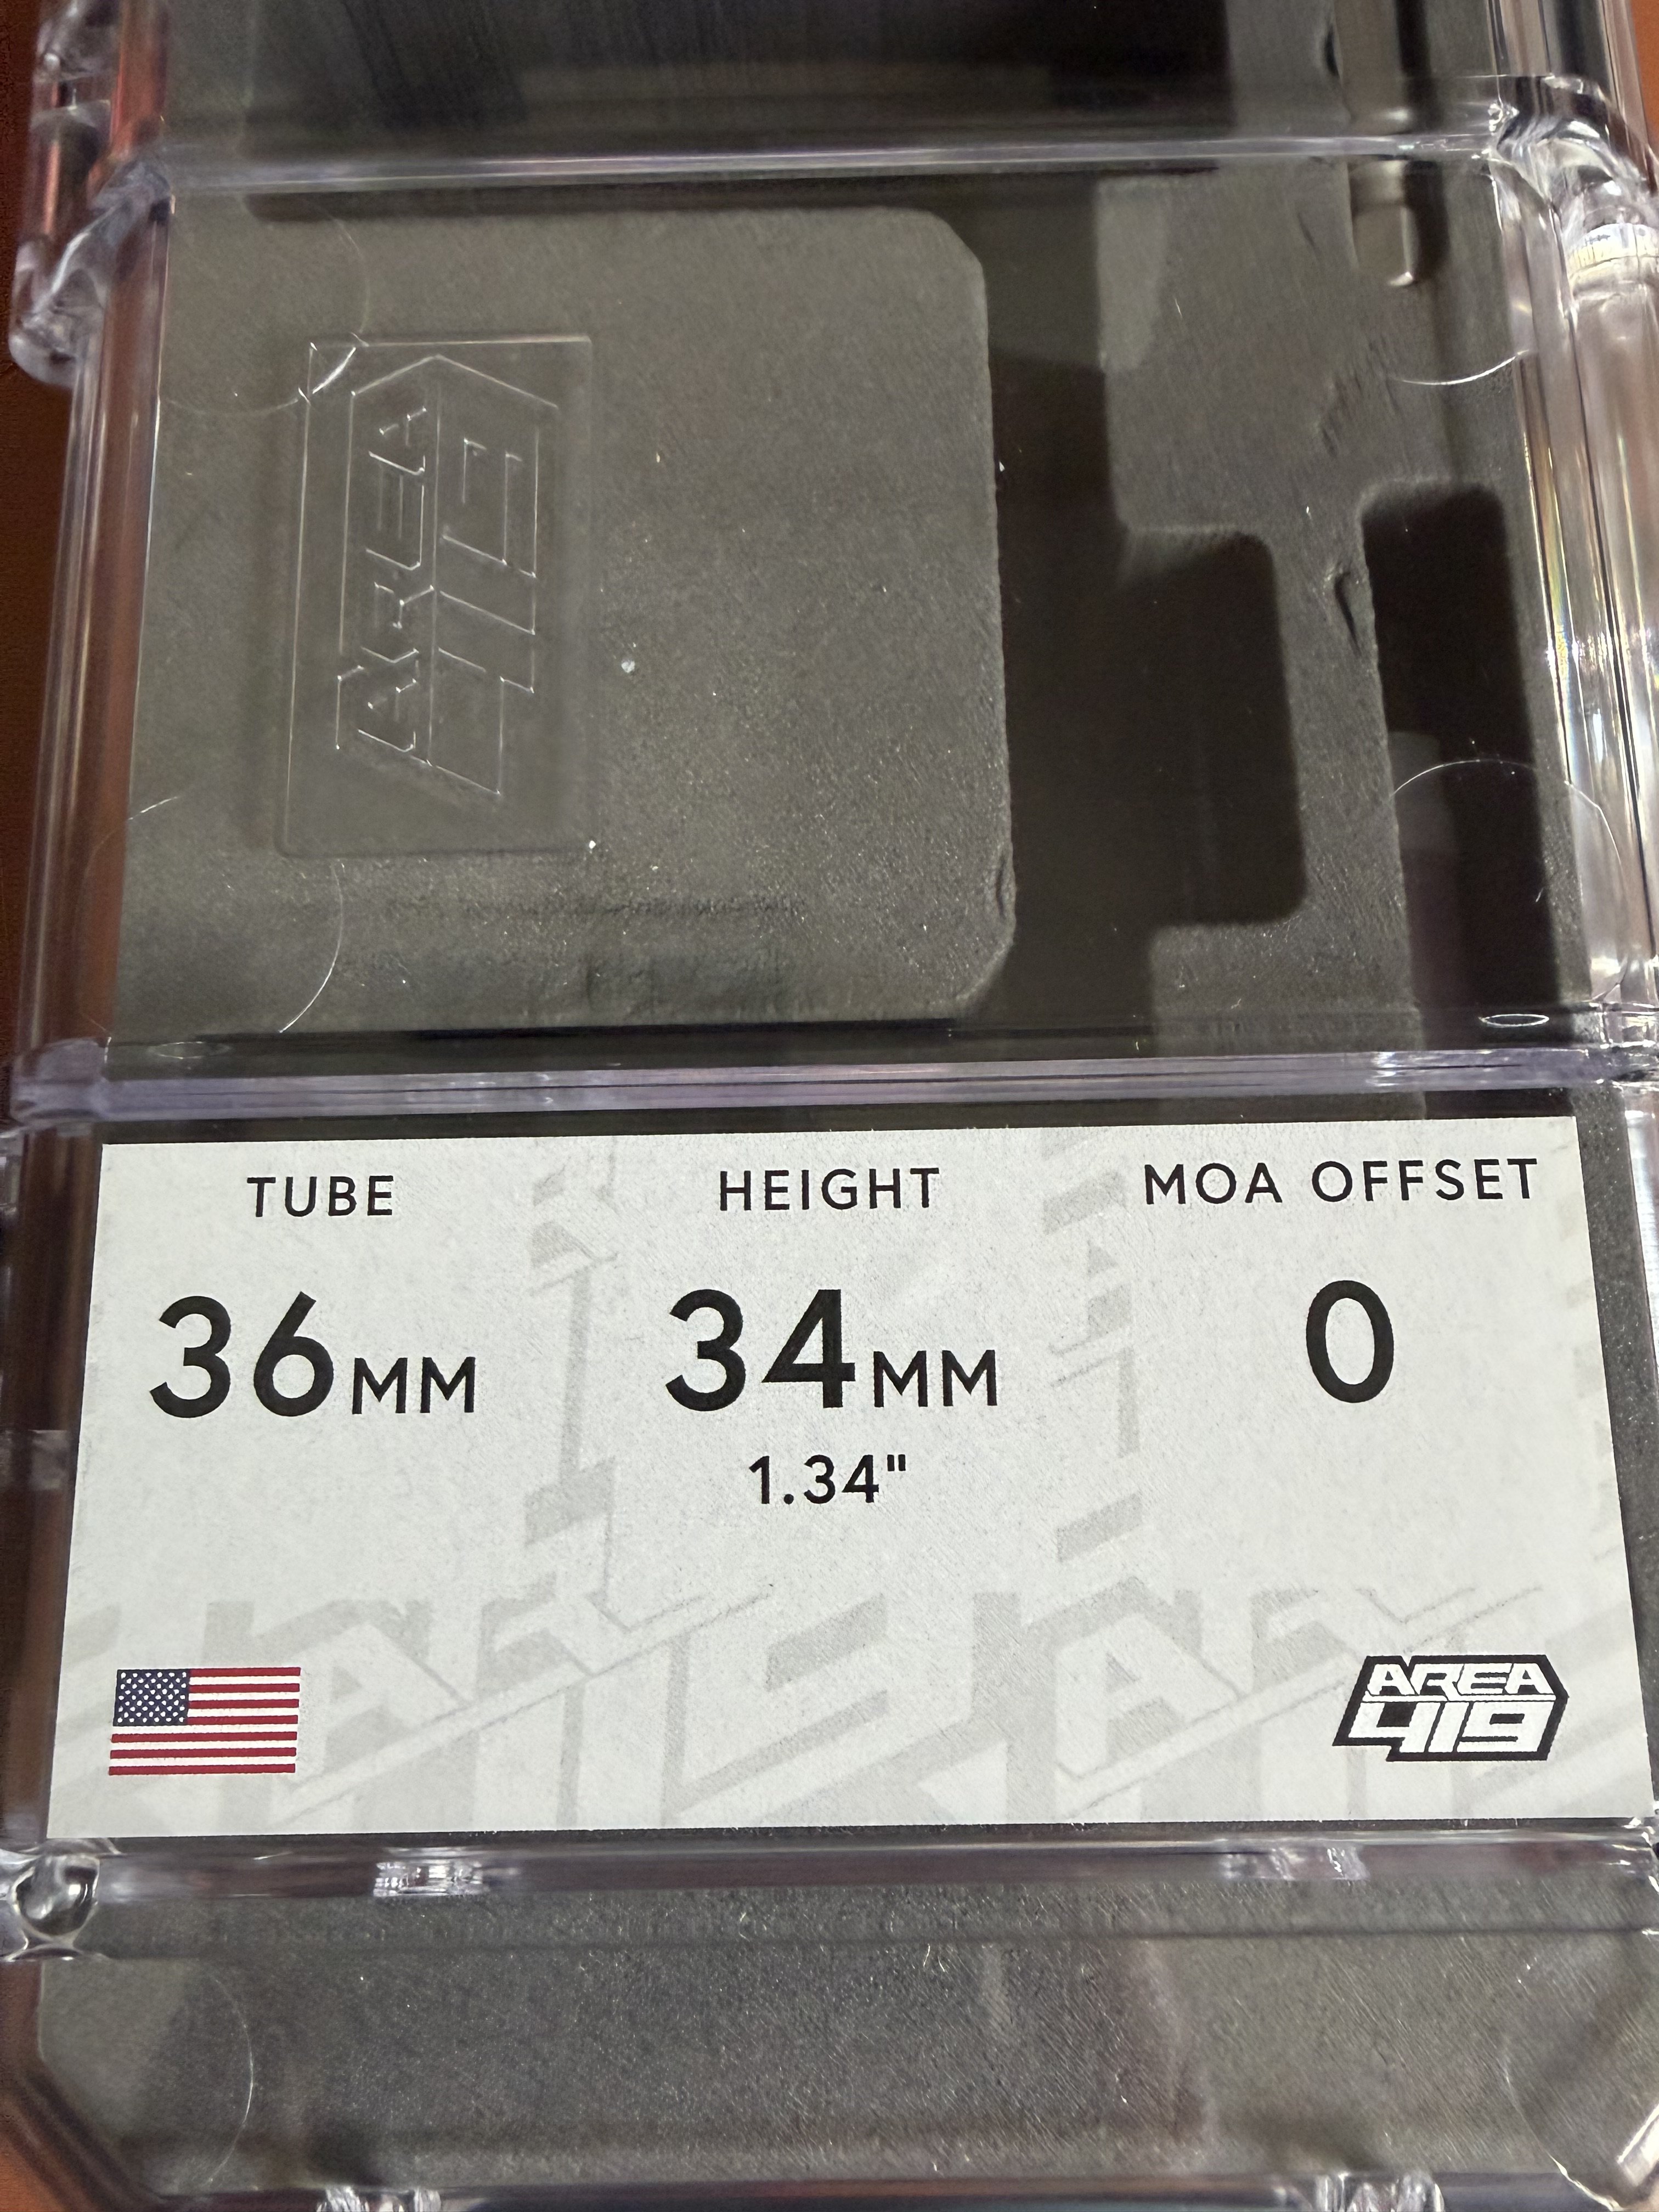 AREA
419
TUBE
HEIGHT
MOA OFFSET
36MM
34MM
0
1.34"
AREA
419